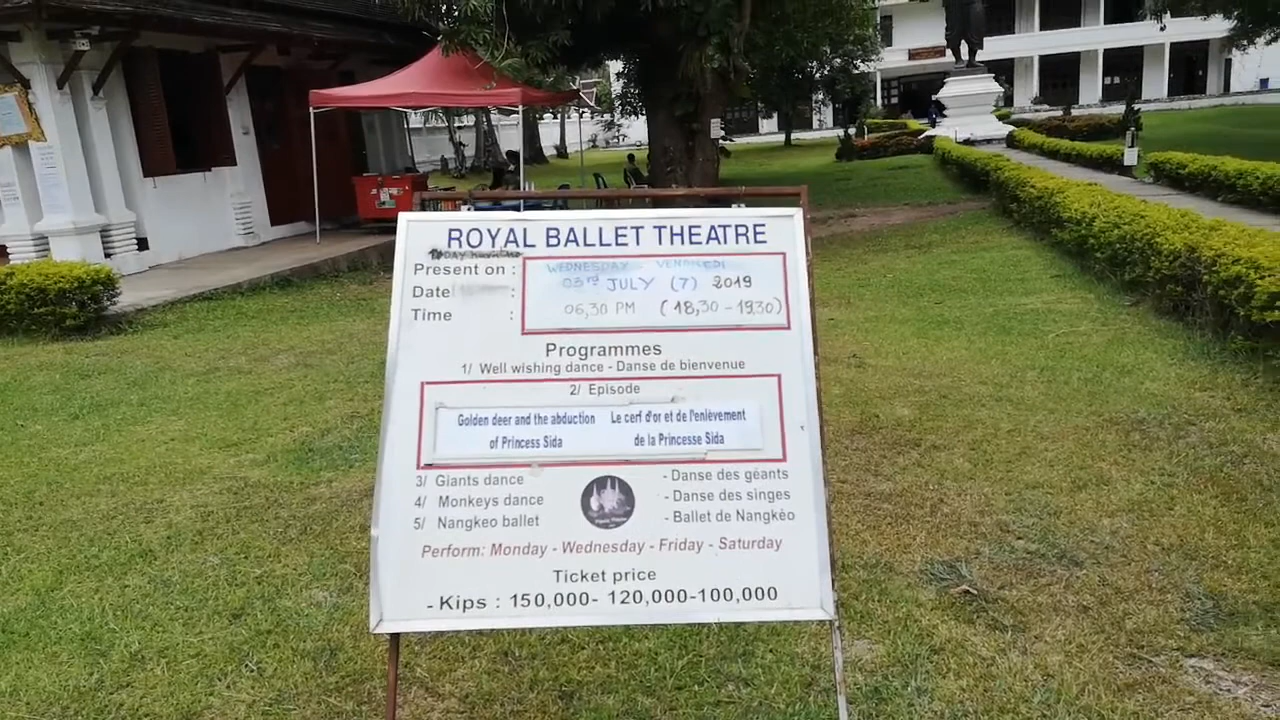 ROYAL BALLET THEATRE
Present on : WEDNESDAY VENDREDI
Date : 03rd JULY (7) 2019
Time : 06,30 PM (18,30 - 19,30)
Programmes
1/ Well wishing dance - Danse de bienvenue
2/ Episode
Golden deer and the abduction of Princess Sida
Le cerf d'or et de l'enlèvement de la Princesse Sida
3/ Giants dance - Danse des géants
4/ Monkeys dance - Danse des singes
5/ Nangkeo ballet - Ballet de Nangkèo
Perform: Monday - Wednesday - Friday - Saturday
Ticket price
- Kips : 150,000- 120,000-100,000